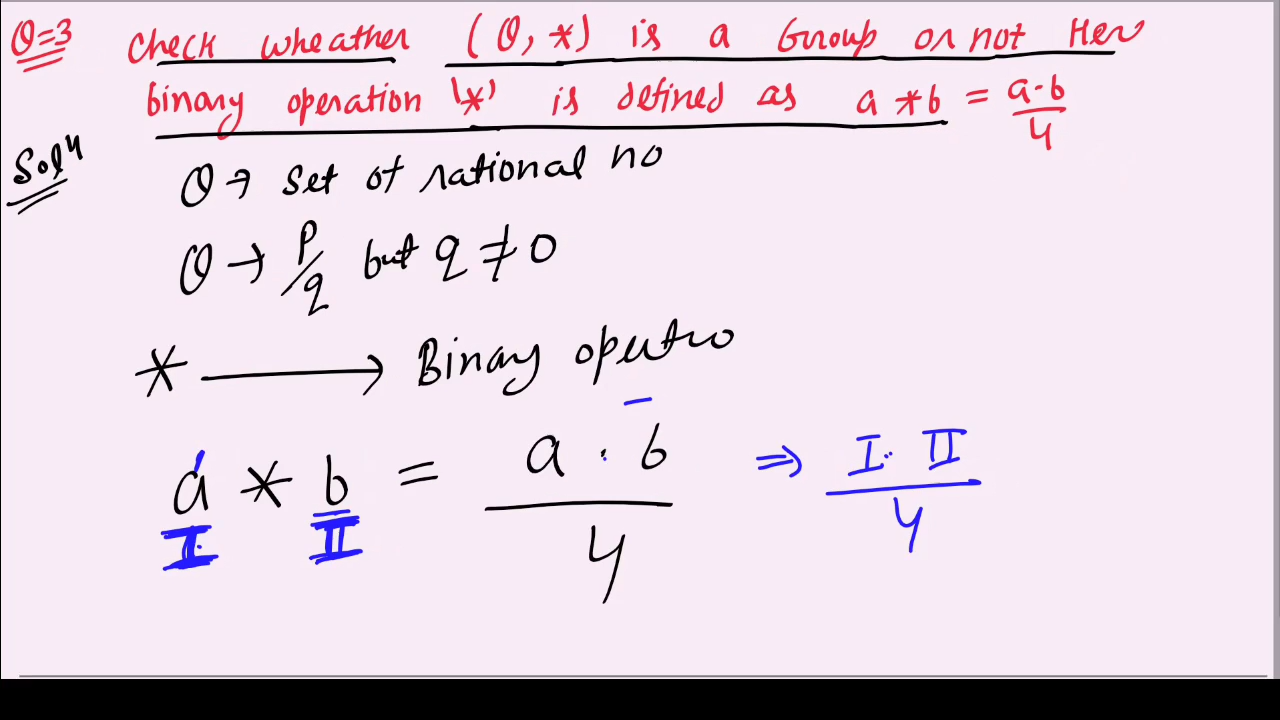 Q=3 Check wheather (Q, *) is a Group or not Her
binary operation '*' is defined as a * b = a·b/4
Solⁿ
Q → Set of rational no
Q → p/q but q ≠ 0
* → Binary opertio
a * b = a · b / 4 ⇒ I · II / 4
I II